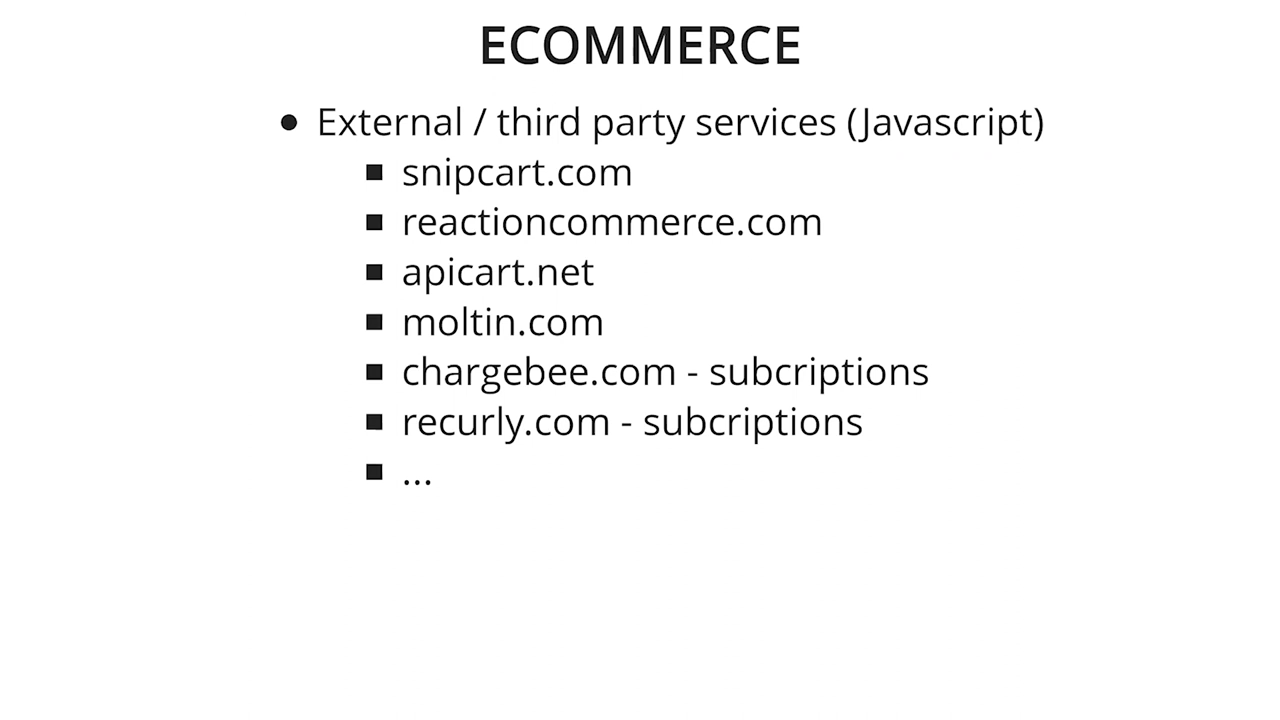 ECOMMERCE
• External / third party services (Javascript)
▪ snipcart.com
▪ reactioncommerce.com
▪ apicart.net
▪ moltin.com
▪ chargebee.com - subcriptions
▪ recurly.com - subcriptions
▪ ...